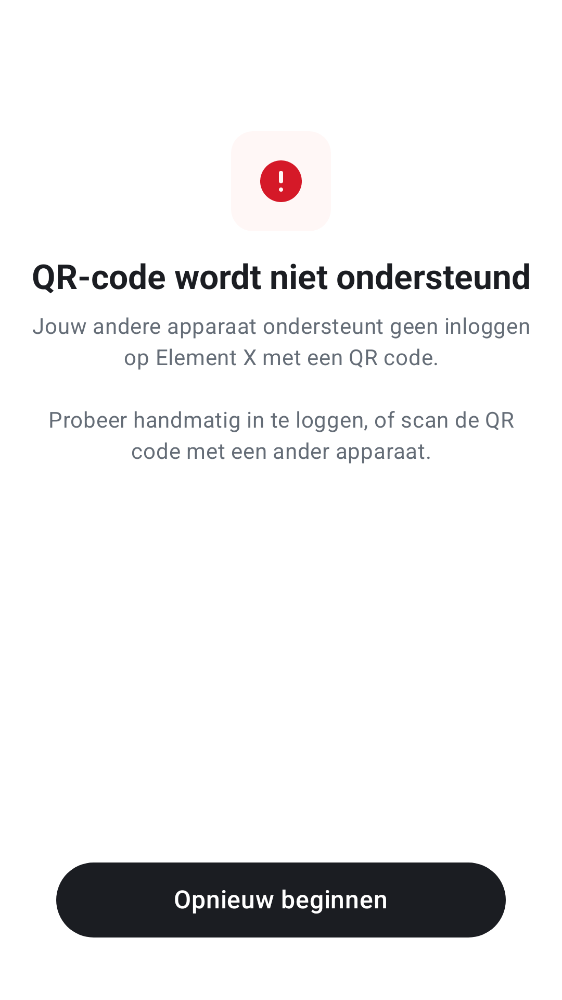 QR-code wordt niet ondersteund
Jouw andere apparaat ondersteunt geen inloggen
op Element X met een QR code.
Probeer handmatig in te loggen, of scan de QR
code met een ander apparaat.
Opnieuw beginnen